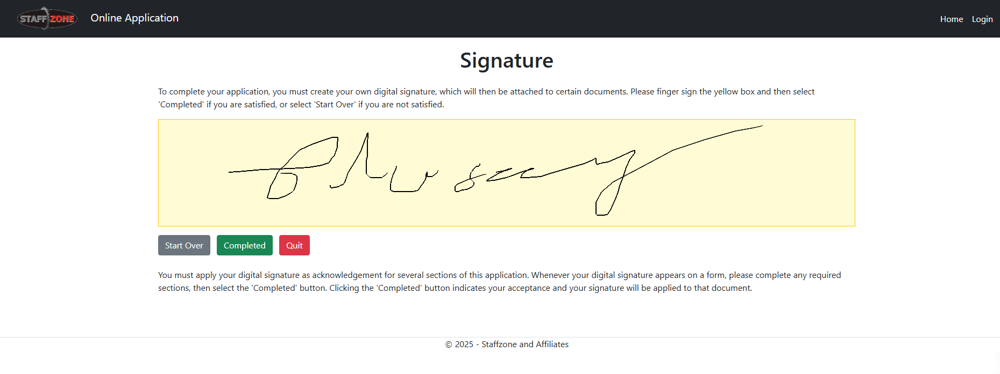 STAFF ZONE Online Application Home Login
Signature
To complete your application, you must create your own digital signature, which will then be attached to certain documents. Please finger sign the yellow box and then select
'Completed' if you are satisfied, or select 'Start Over' if you are not satisfied.
Start Over Completed Quit
You must apply your digital signature as acknowledgement for several sections of this application. Whenever your digital signature appears on a form, please complete any required
sections, then select the 'Completed' button. Clicking the 'Completed' button indicates your acceptance and your signature will be applied to that document.
© 2025 - Staffzone and Affiliates